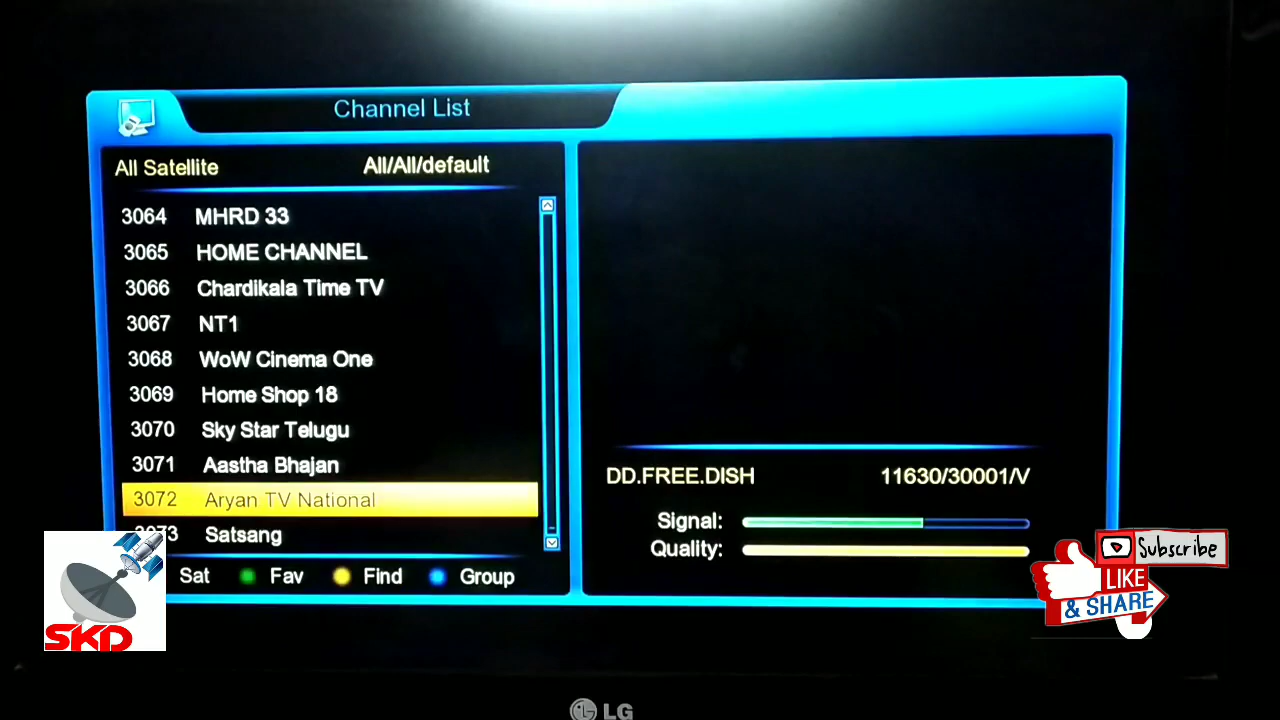 Channel List
All Satellite All/All/default
3064 MHRD 33
3065 HOME CHANNEL
3066 Chardikala Time TV
3067 NT1
3068 WoW Cinema One
3069 Home Shop 18
3070 Sky Star Telugu
3071 Aastha Bhajan
3072 Aryan TV National
3073 Satsang
Sat Fav Find Group
DD.FREE.DISH 11630/30001/V
Signal:
Quality:
SKD
Subscribe
LIKE
& SHARE
LG